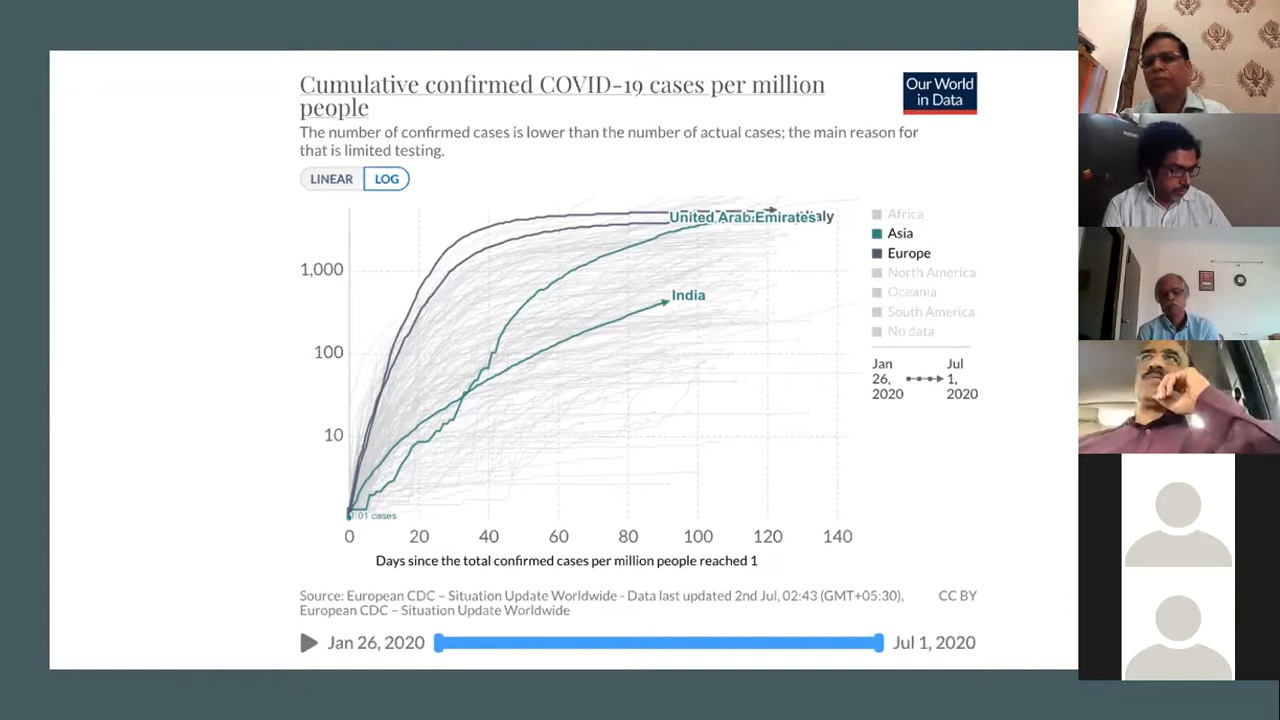 Cumulative confirmed COVID-19 cases per million
people
Our World
in Data
The number of confirmed cases is lower than the number of actual cases; the main reason for
that is limited testing.
LINEAR LOG
United Arab Emirates
India
1,000
100
10
1.01 cases
0 20 40 60 80 100 120 140
Days since the total confirmed cases per million people reached 1
Africa
Asia
Europe
North America
Oceania
South America
No data
Jan 26, 2020
Jul 1, 2020
Source: European CDC – Situation Update Worldwide - Data last updated 2nd Jul, 02:43 (GMT+05:30),
European CDC – Situation Update Worldwide
CC BY
Jan 26, 2020 Jul 1, 2020